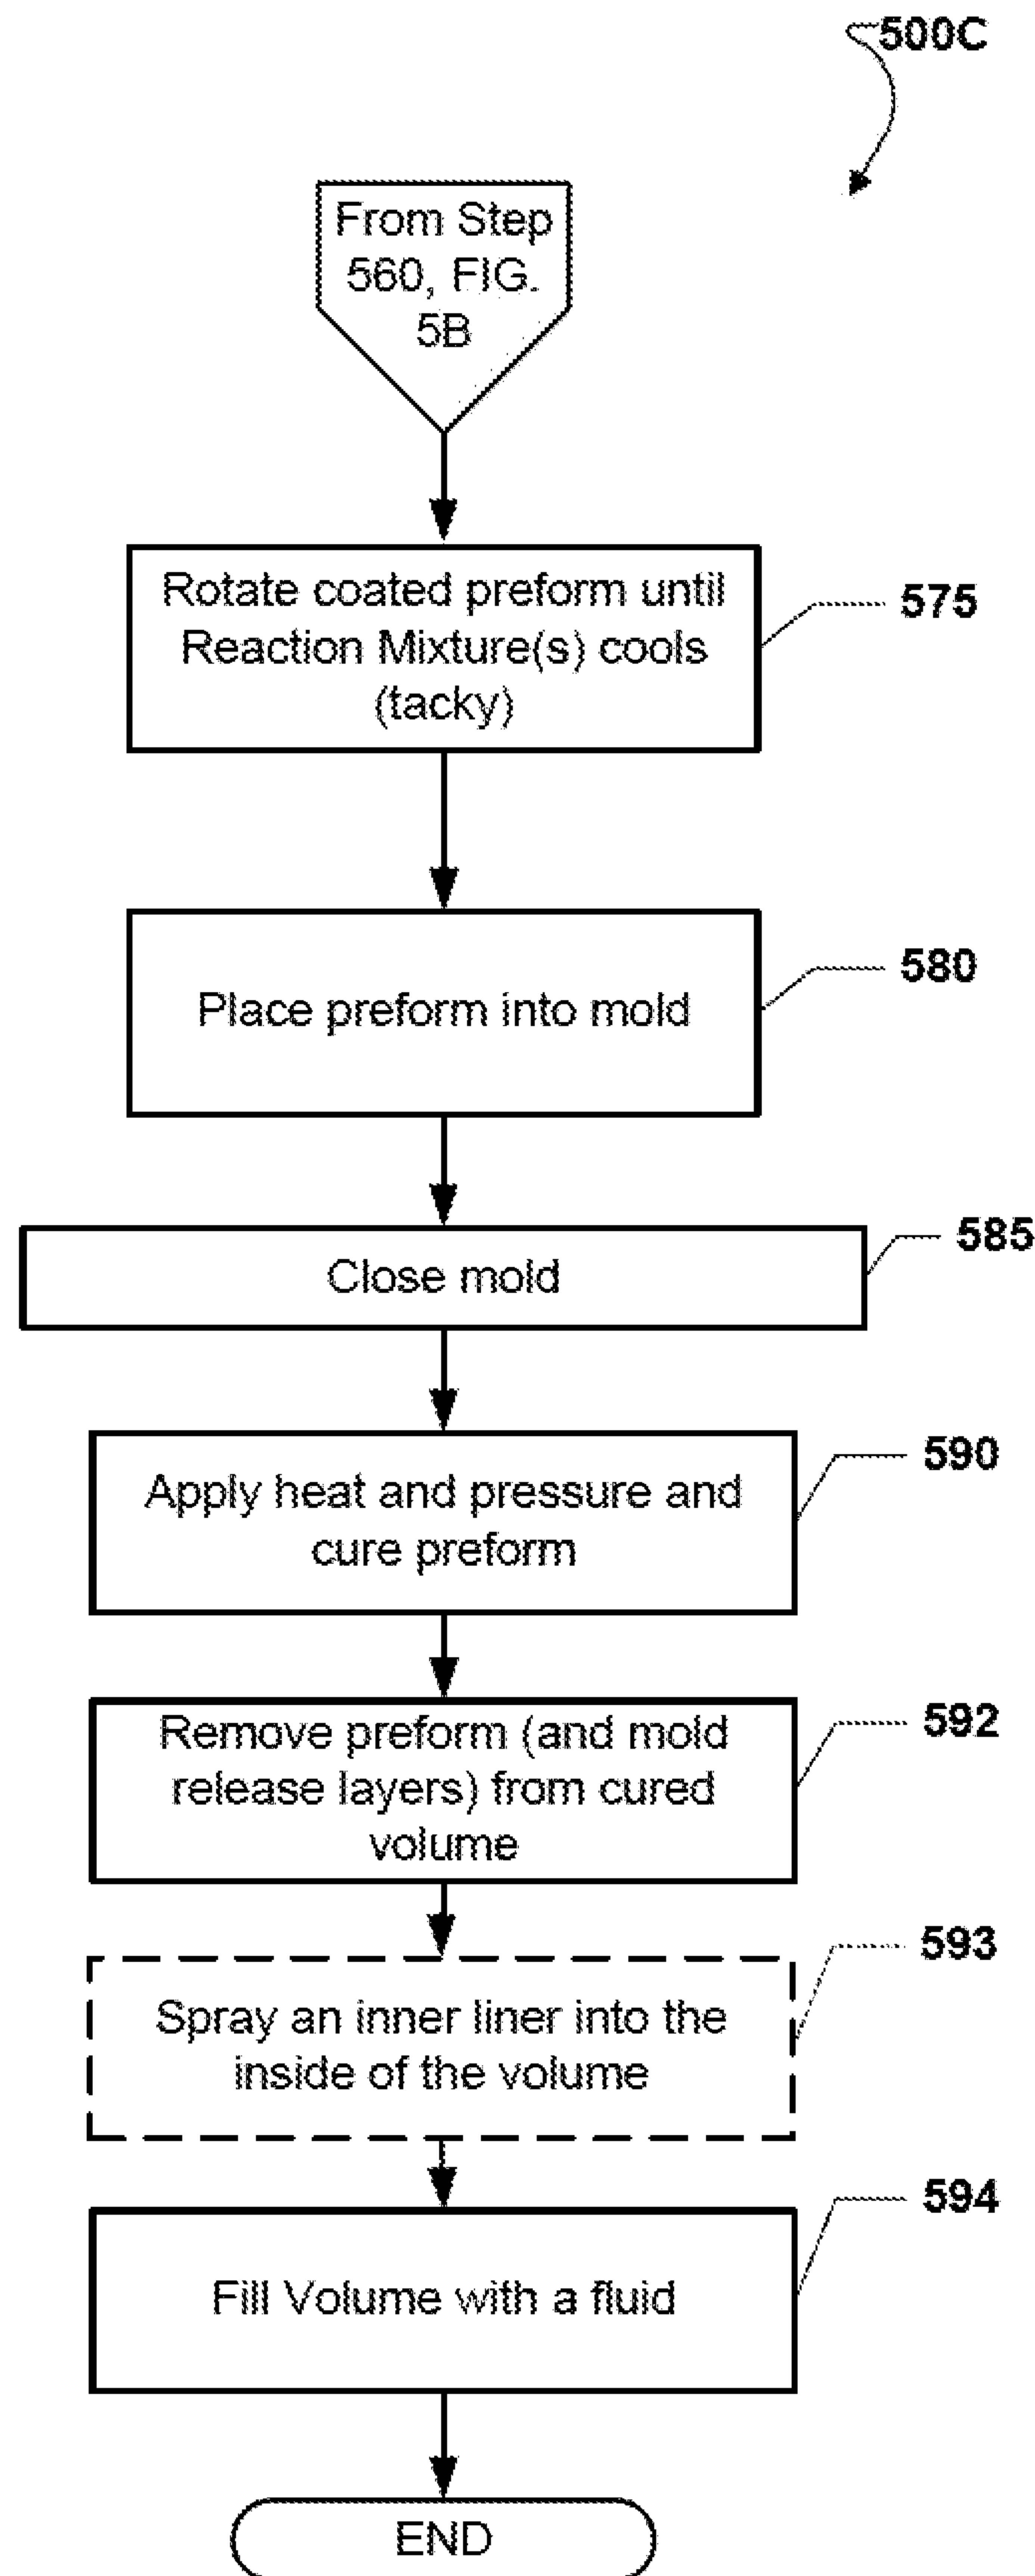 500C
From Step
560, FIG.
5B
Rotate coated preform until
Reaction Mixture(s) cools
(tacky)
575
Place preform into mold
580
Close mold
585
Apply heat and pressure and
cure preform
590
Remove preform (and mold
release layers) from cured
volume
592
Spray an inner liner into the
inside of the volume
593
Fill Volume with a fluid
594
END